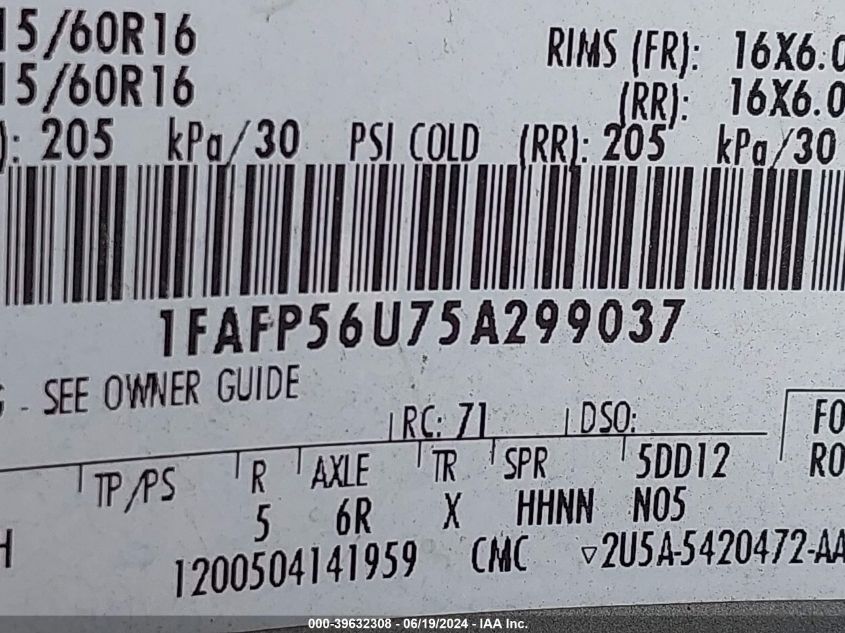 15/60R16 RIMS (FR): 16X6.0
15/60R16 (RR): 16X6.0
): 205 kPa/30 PSI COLD (RR): 205 kPa/30
1FAFP56U75A299037
G - SEE OWNER GUIDE
RC: 71 DSO: FO
TP/PS R AXLE TR SPR 5DD12 RO
5 6R X HHNN N05
H 1200504141959 CMC ▿2U5A-5420472-AA
000-39632308 - 06/19/2024 - IAA Inc.